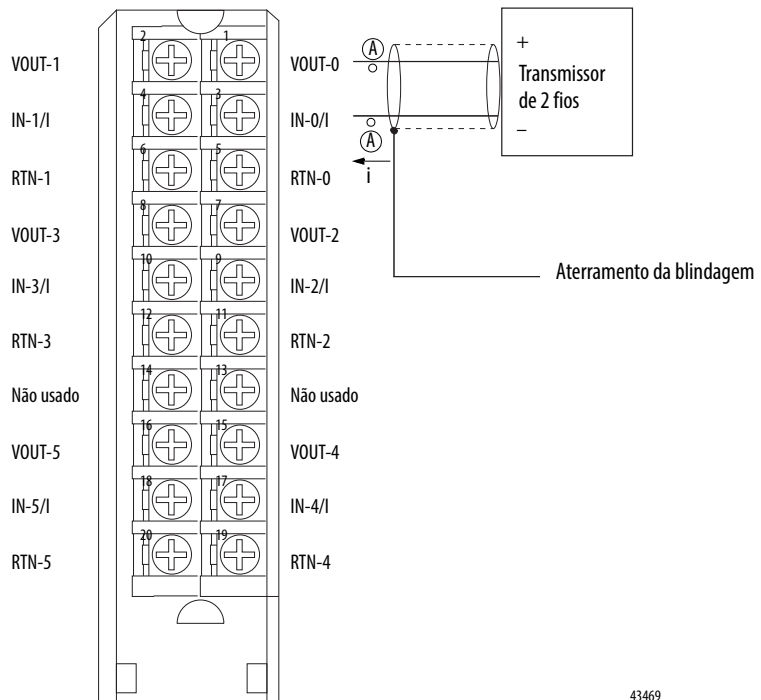 2 1
VOUT-1 VOUT-0 A + Transmissor de 2 fios –
4 3
IN-1/I IN-0/I A
i
6 5
RTN-1 RTN-0
8 7
VOUT-3 VOUT-2
Aterramento da blindagem
10 9
IN-3/I IN-2/I
12 11
RTN-3 RTN-2
14 13
Não usado Não usado
16 15
VOUT-5 VOUT-4
18 17
IN-5/I IN-4/I
20 19
RTN-5 RTN-4
43469